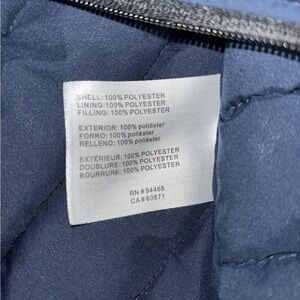 SHELL: 100% POLYESTER
LINING: 100% POLYESTER
FILLING: 100% POLYESTER
EXTERIOR: 100% poliéster
FORRO: 100% poliéster
RELLENO: 100% poliéster
EXTÉRIEUR: 100% POLYESTER
DOUBLURE: 100% POLYESTER
BOURRURE: 100% POLYESTER
RN # 94468
CA # 63871